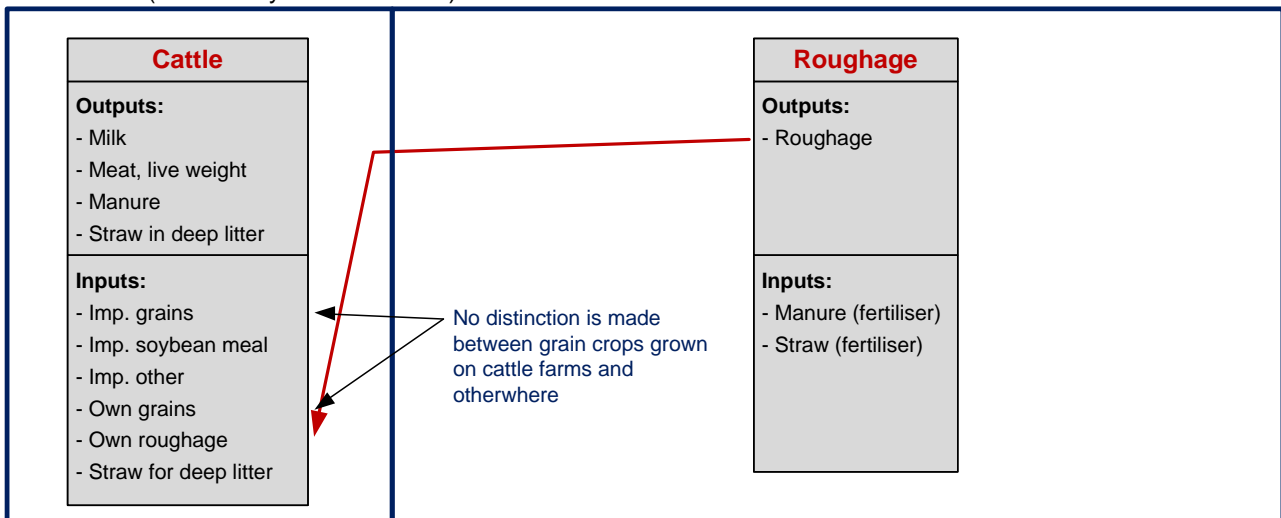 Cattle
Outputs:
- Milk
- Meat, live weight
- Manure
- Straw in deep litter
Inputs:
- Imp. grains
- Imp. soybean meal
- Imp. other
- Own grains
- Own roughage
- Straw for deep litter
No distinction is made
between grain crops grown
on cattle farms and
otherwhere
Roughage
Outputs:
- Roughage
Inputs:
- Manure (fertiliser)
- Straw (fertiliser)